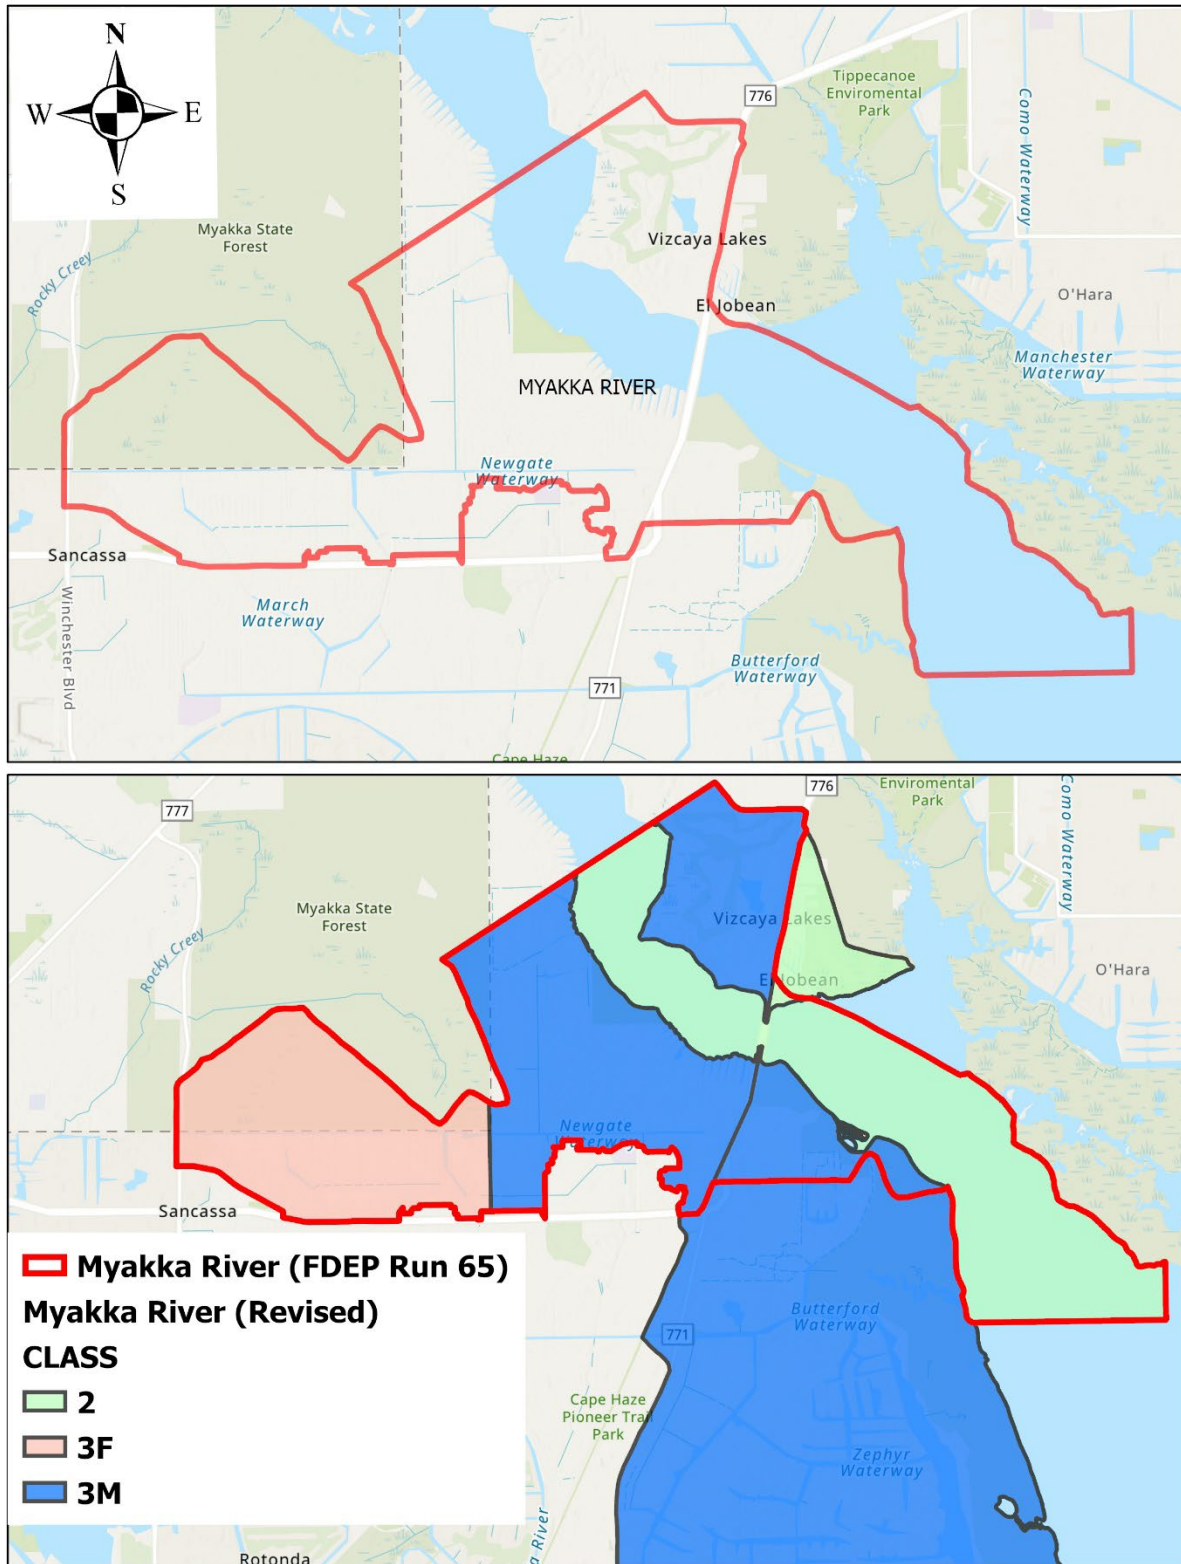 N
W
E
S
776
Tippecanoe
Enviromental
Park
Como Waterway
Myakka State
Forest
Rocky Creey
Vizcaya Lakes
El Jobean
O'Hara
Manchester
Waterway
MYAKKA RIVER
Newgate
Waterway
Sancassa
Winchester Blvd
March
Waterway
Butterford
Waterway
771
Cape Haze
776
Enviromental
Park
Como Waterway
777
Myakka State
Forest
Rocky Creey
Vizcaya Lakes
El Jobean
O'Hara
Newgate
Waterway
Sancassa
Myakka River (FDEP Run 65)
Myakka River (Revised)
CLASS
2
3F
3M
Butterford
Waterway
771
Cape Haze
Pioneer Trail
Park
Zephyr
Waterway
a River
Rotonda